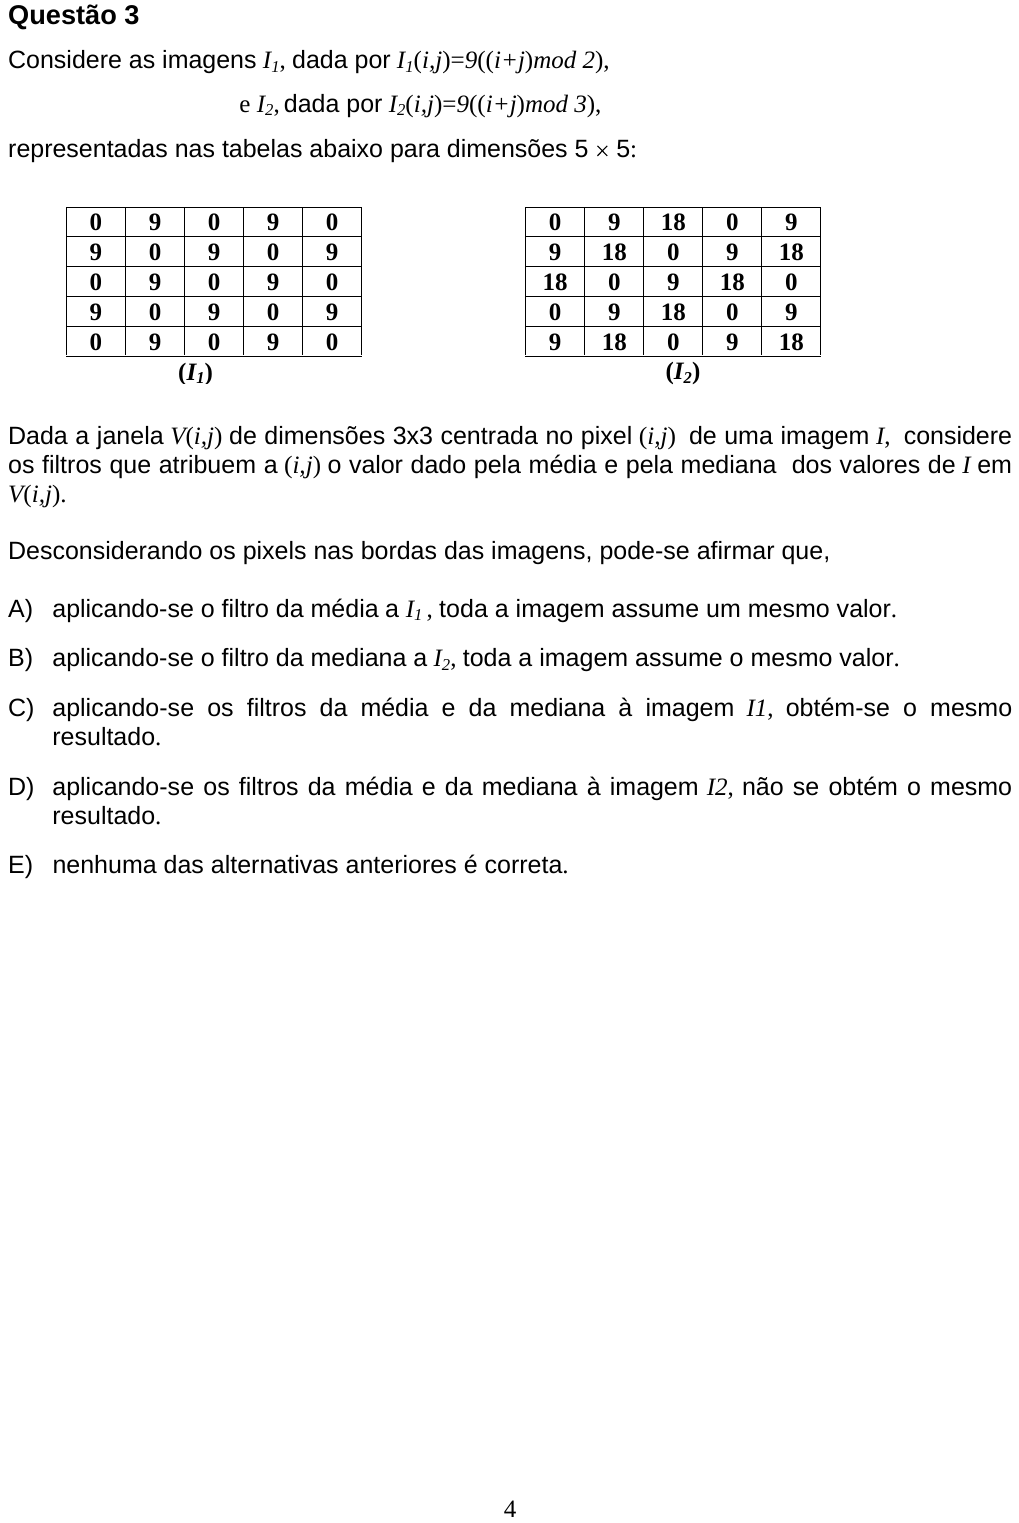 Questão 3
Considere as imagens I1, dada por I1(i,j)=9((i+j)mod 2),
e I2, dada por I2(i,j)=9((i+j)mod 3),
representadas nas tabelas abaixo para dimensões 5 × 5:
0 9 0 9 0
9 0 9 0 9
0 9 0 9 0
9 0 9 0 9
0 9 0 9 0
(I1)
0 9 18 0 9
9 18 0 9 18
18 0 9 18 0
0 9 18 0 9
9 18 0 9 18
(I2)
Dada a janela V(i,j) de dimensões 3x3 centrada no pixel (i,j) de uma imagem I, considere
os filtros que atribuem a (i,j) o valor dado pela média e pela mediana dos valores de I em
V(i,j).
Desconsiderando os pixels nas bordas das imagens, pode-se afirmar que,
A) aplicando-se o filtro da média a I1 , toda a imagem assume um mesmo valor.
B) aplicando-se o filtro da mediana a I2, toda a imagem assume o mesmo valor.
C) aplicando-se os filtros da média e da mediana à imagem I1, obtém-se o mesmo
resultado.
D) aplicando-se os filtros da média e da mediana à imagem I2, não se obtém o mesmo
resultado.
E) nenhuma das alternativas anteriores é correta.
4